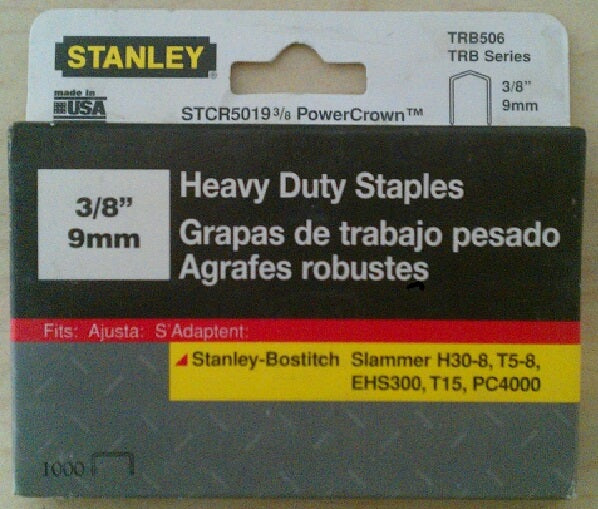 STANLEY®
made in
USA
STCR5019 3/8 PowerCrown™
TRB506
TRB Series
3/8"
9mm
3/8"
9mm
Heavy Duty Staples
Grapas de trabajo pesado
Agrafes robustes
Fits: Ajusta: S'Adaptent:
Stanley-Bostitch Slammer H30-8, T5-8,
EHS300, T15, PC4000
1000